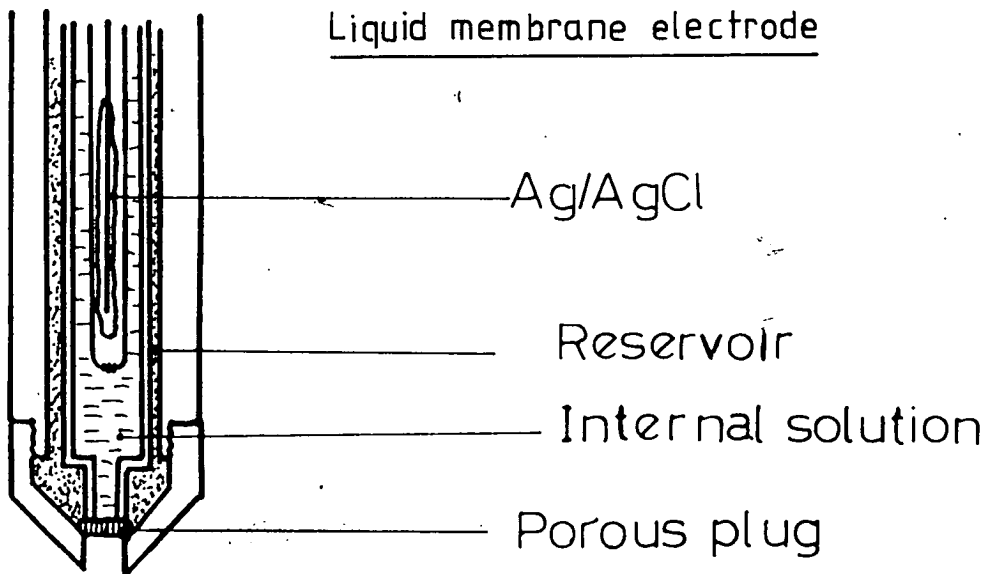 Liquid membrane electrode
Ag/AgCl
Reservoir
Internal solution
Porous plug